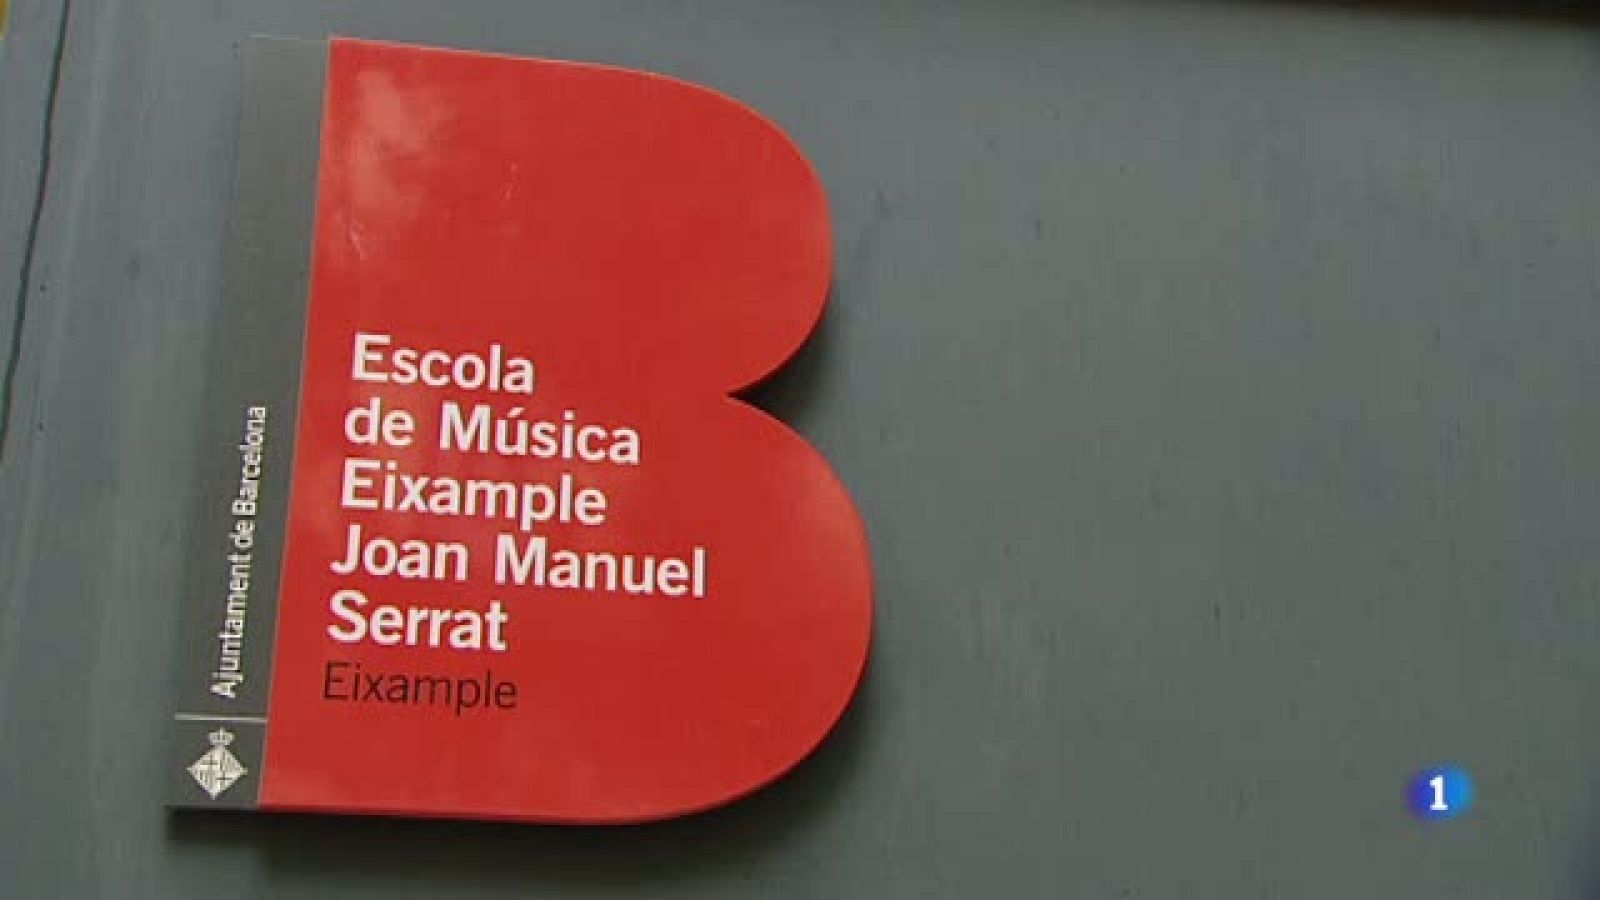 Escola
de Música
Eixample
Joan Manuel
Serrat
Eixample
Ajuntament de Barcelona
1